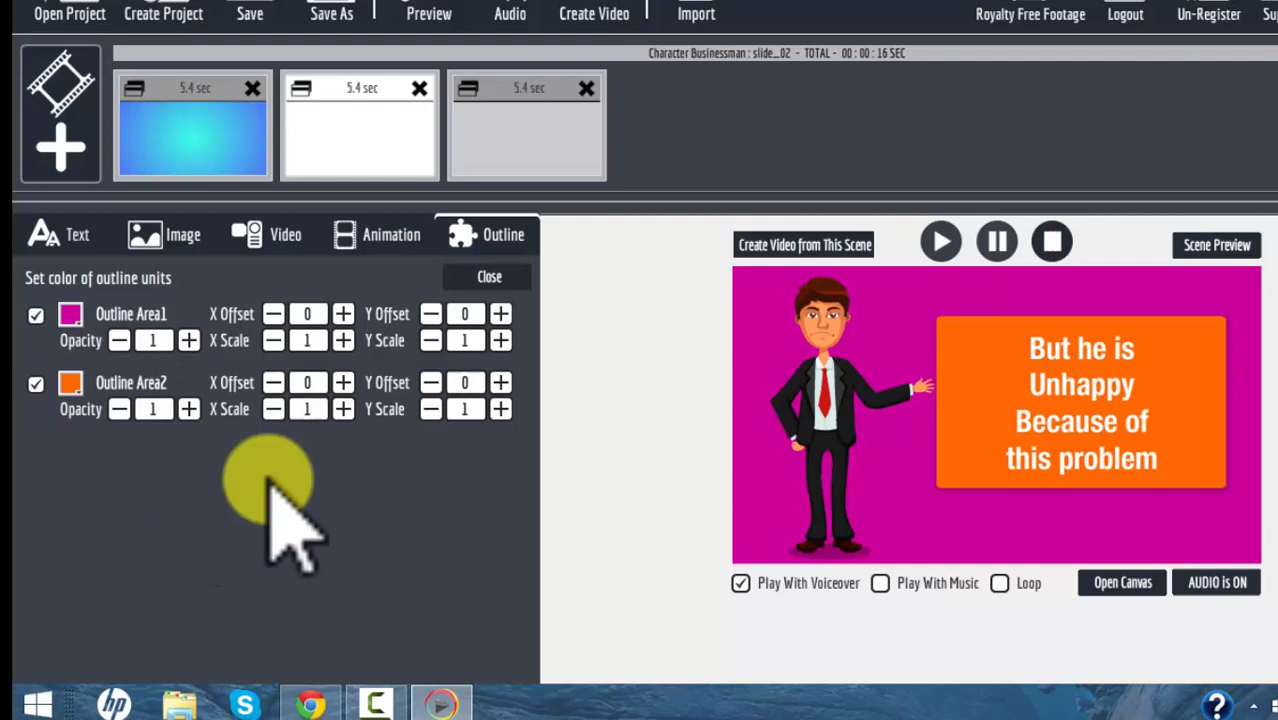 Open Project Create Project Save Save As Preview Audio Create Video Import Royalty Free Footage Logout Un-Register
Character Businessman : slide_02 - TOTAL - 00 : 00 : 16 SEC
5.4 sec 5.4 sec 5.4 sec
Text Image Video Animation Outline
Create Video from This Scene Scene Preview
Set color of outline units Close
Outline Area1 X Offset 0 Y Offset 0
Opacity 1 X Scale 1 Y Scale 1
Outline Area2 X Offset 0 Y Offset 0
Opacity 1 X Scale 1 Y Scale 1
But he is
Unhappy
Because of
this problem
Play With Voiceover Play With Music Loop Open Canvas AUDIO is ON
hp